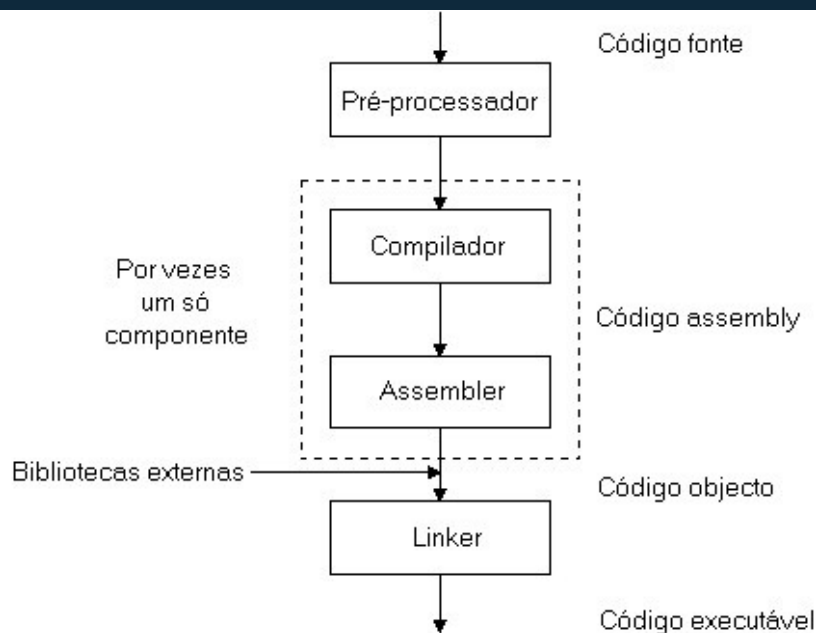 Código fonte
Pré-processador
Compilador
Por vezes
um só
componente
Código assembly
Assembler
Bibliotecas externas
Código objecto
Linker
Código executável